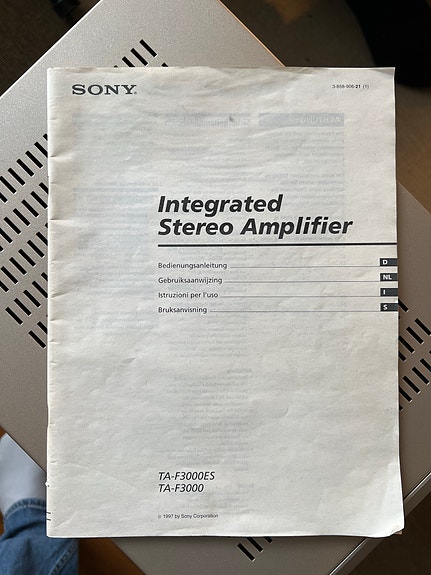 SONY®
3-858-906-21 (1)
Integrated
Stereo Amplifier
Bedienungsanleitung D
Gebruiksaanwijzing NL
Istruzioni per l'uso I
Bruksanvisning S
TA-F3000ES
TA-F3000
© 1997 by Sony Corporation